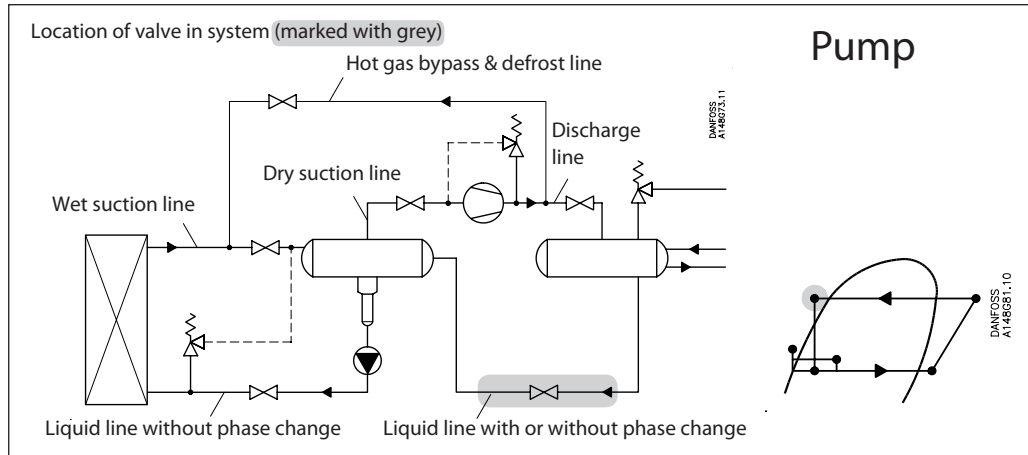 Location of valve in system (marked with grey)
Pump
Hot gas bypass & defrost line
DANFOSS
A148G73.11
Discharge
line
Dry suction line
Wet suction line
DANFOSS
A148G81.10
Liquid line without phase change
Liquid line with or without phase change